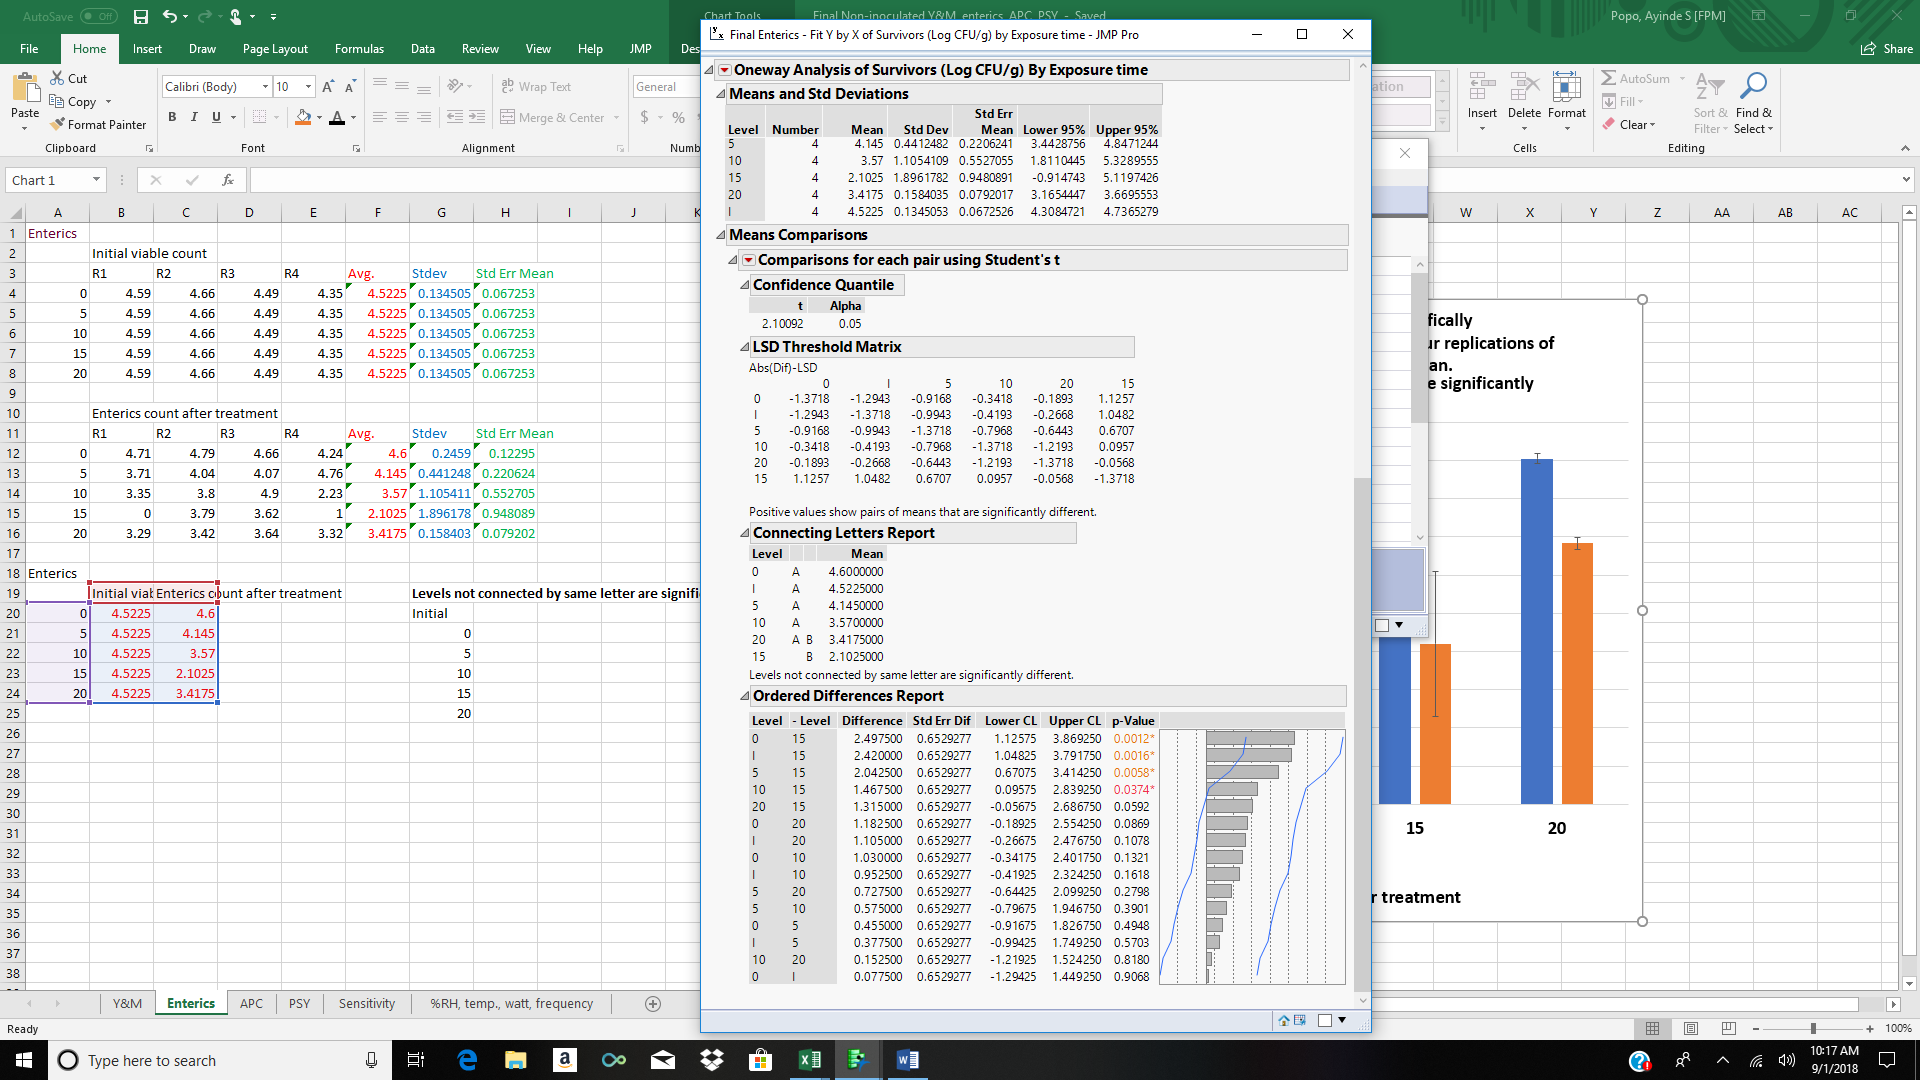 AutoSave Off
Chart Tools
Final Non-inoculated Y&M, enterics, APC, PSY - Saved
Popo, Ayinde S [FPM]
File Home Insert Draw Page Layout Formulas Data Review View Help JMP Des
Share
Cut
Copy
Format Painter
Paste
Clipboard
Calibri (Body) 10
B I U
Font
Wrap Text
Merge & Center
Alignment
General
$ %
Numb
ation
Insert Delete Format
Cells
AutoSum
Fill
Clear
Sort & Filter
Find & Select
Editing
Chart 1
fx
A B C D E F G H I J K W X Y Z AA AB AC
1 Enterics
2 Initial viable count
3 R1 R2 R3 R4 Avg. Stdev Std Err Mean
4 0 4.59 4.66 4.49 4.35 4.5225 0.134505 0.067253
5 5 4.59 4.66 4.49 4.35 4.5225 0.134505 0.067253
6 10 4.59 4.66 4.49 4.35 4.5225 0.134505 0.067253
7 15 4.59 4.66 4.49 4.35 4.5225 0.134505 0.067253
8 20 4.59 4.66 4.49 4.35 4.5225 0.134505 0.067253
9
10 Enterics count after treatment
11 R1 R2 R3 R4 Avg. Stdev Std Err Mean
12 0 4.71 4.79 4.66 4.24 4.6 0.2459 0.12295
13 5 3.71 4.04 4.07 4.76 4.145 0.441248 0.220624
14 10 3.35 3.8 4.9 2.23 3.57 1.105411 0.552705
15 15 0 3.79 3.62 1 2.1025 1.896178 0.948089
16 20 3.29 3.42 3.64 3.32 3.4175 0.158403 0.079202
17
18 Enterics
19 Initial viab Enterics count after treatment Levels not connected by same letter are signifi
20 0 4.5225 4.6 Initial
21 5 4.5225 4.145 0
22 10 4.5225 3.57 5
23 15 4.5225 2.1025 10
24 20 4.5225 3.4175 15
25 20
26
27
28
29
30
31
32
33
34
35
36
37
38
Y&M Enterics APC PSY Sensitivity %RH, temp., watt, frequency
Ready
100%
Final Enterics - Fit Y by X of Survivors (Log CFU/g) by Exposure time - JMP Pro
Oneway Analysis of Survivors (Log CFU/g) By Exposure time
Means and Std Deviations
Level Number Mean Std Dev Std Err Mean Lower 95% Upper 95%
5 4 4.145 0.4412482 0.2206241 3.4428756 4.8471244
10 4 3.57 1.1054109 0.5527055 1.8110445 5.3289555
15 4 2.1025 1.8961782 0.9480891 -0.914743 5.1197426
20 4 3.4175 0.1584035 0.0792017 3.1654447 3.6695553
I 4 4.5225 0.1345053 0.0672526 4.3084721 4.7365279
Means Comparisons
Comparisons for each pair using Student's t
Confidence Quantile
t Alpha
2.10092 0.05
LSD Threshold Matrix
Abs(Dif)-LSD
0 I 5 10 20 15
0 -1.3718 -1.2943 -0.9168 -0.3418 -0.1893 1.1257
I -1.2943 -1.3718 -0.9943 -0.4193 -0.2668 1.0482
5 -0.9168 -0.9943 -1.3718 -0.7968 -0.6443 0.6707
10 -0.3418 -0.4193 -0.7968 -1.3718 -1.2193 0.0957
20 -0.1893 -0.2668 -0.6443 -1.2193 -1.3718 -0.0568
15 1.1257 1.0482 0.6707 0.0957 -0.0568 -1.3718
Positive values show pairs of means that are significantly different.
Connecting Letters Report
Level Mean
0 A 4.6000000
I A 4.5225000
5 A 4.1450000
10 A 3.5700000
20 A B 3.4175000
15 B 2.1025000
Levels not connected by same letter are significantly different.
Ordered Differences Report
Level - Level Difference Std Err Dif Lower CL Upper CL p-Value
0 15 2.497500 0.6529277 1.12575 3.869250 0.0012*
I 15 2.420000 0.6529277 1.04825 3.791750 0.0016*
5 15 2.042500 0.6529277 0.67075 3.414250 0.0058*
10 15 1.467500 0.6529277 0.09575 2.839250 0.0374*
20 15 1.315000 0.6529277 -0.05675 2.686750 0.0592
0 20 1.182500 0.6529277 -0.18925 2.554250 0.0869
I 20 1.105000 0.6529277 -0.26675 2.476750 0.1078
0 10 1.030000 0.6529277 -0.34175 2.401750 0.1321
I 10 0.952500 0.6529277 -0.41925 2.324250 0.1618
5 20 0.727500 0.6529277 -0.64425 2.099250 0.2798
5 10 0.575000 0.6529277 -0.79675 1.946750 0.3901
0 5 0.455000 0.6529277 -0.91675 1.826750 0.4948
I 5 0.377500 0.6529277 -0.99425 1.749250 0.5703
10 20 0.152500 0.6529277 -1.21925 1.524250 0.8180
0 I 0.077500 0.6529277 -1.29425 1.449250 0.9068
fically
ur replications of
an.
e significantly
15 20
r treatment
Type here to search
10:17 AM
9/1/2018